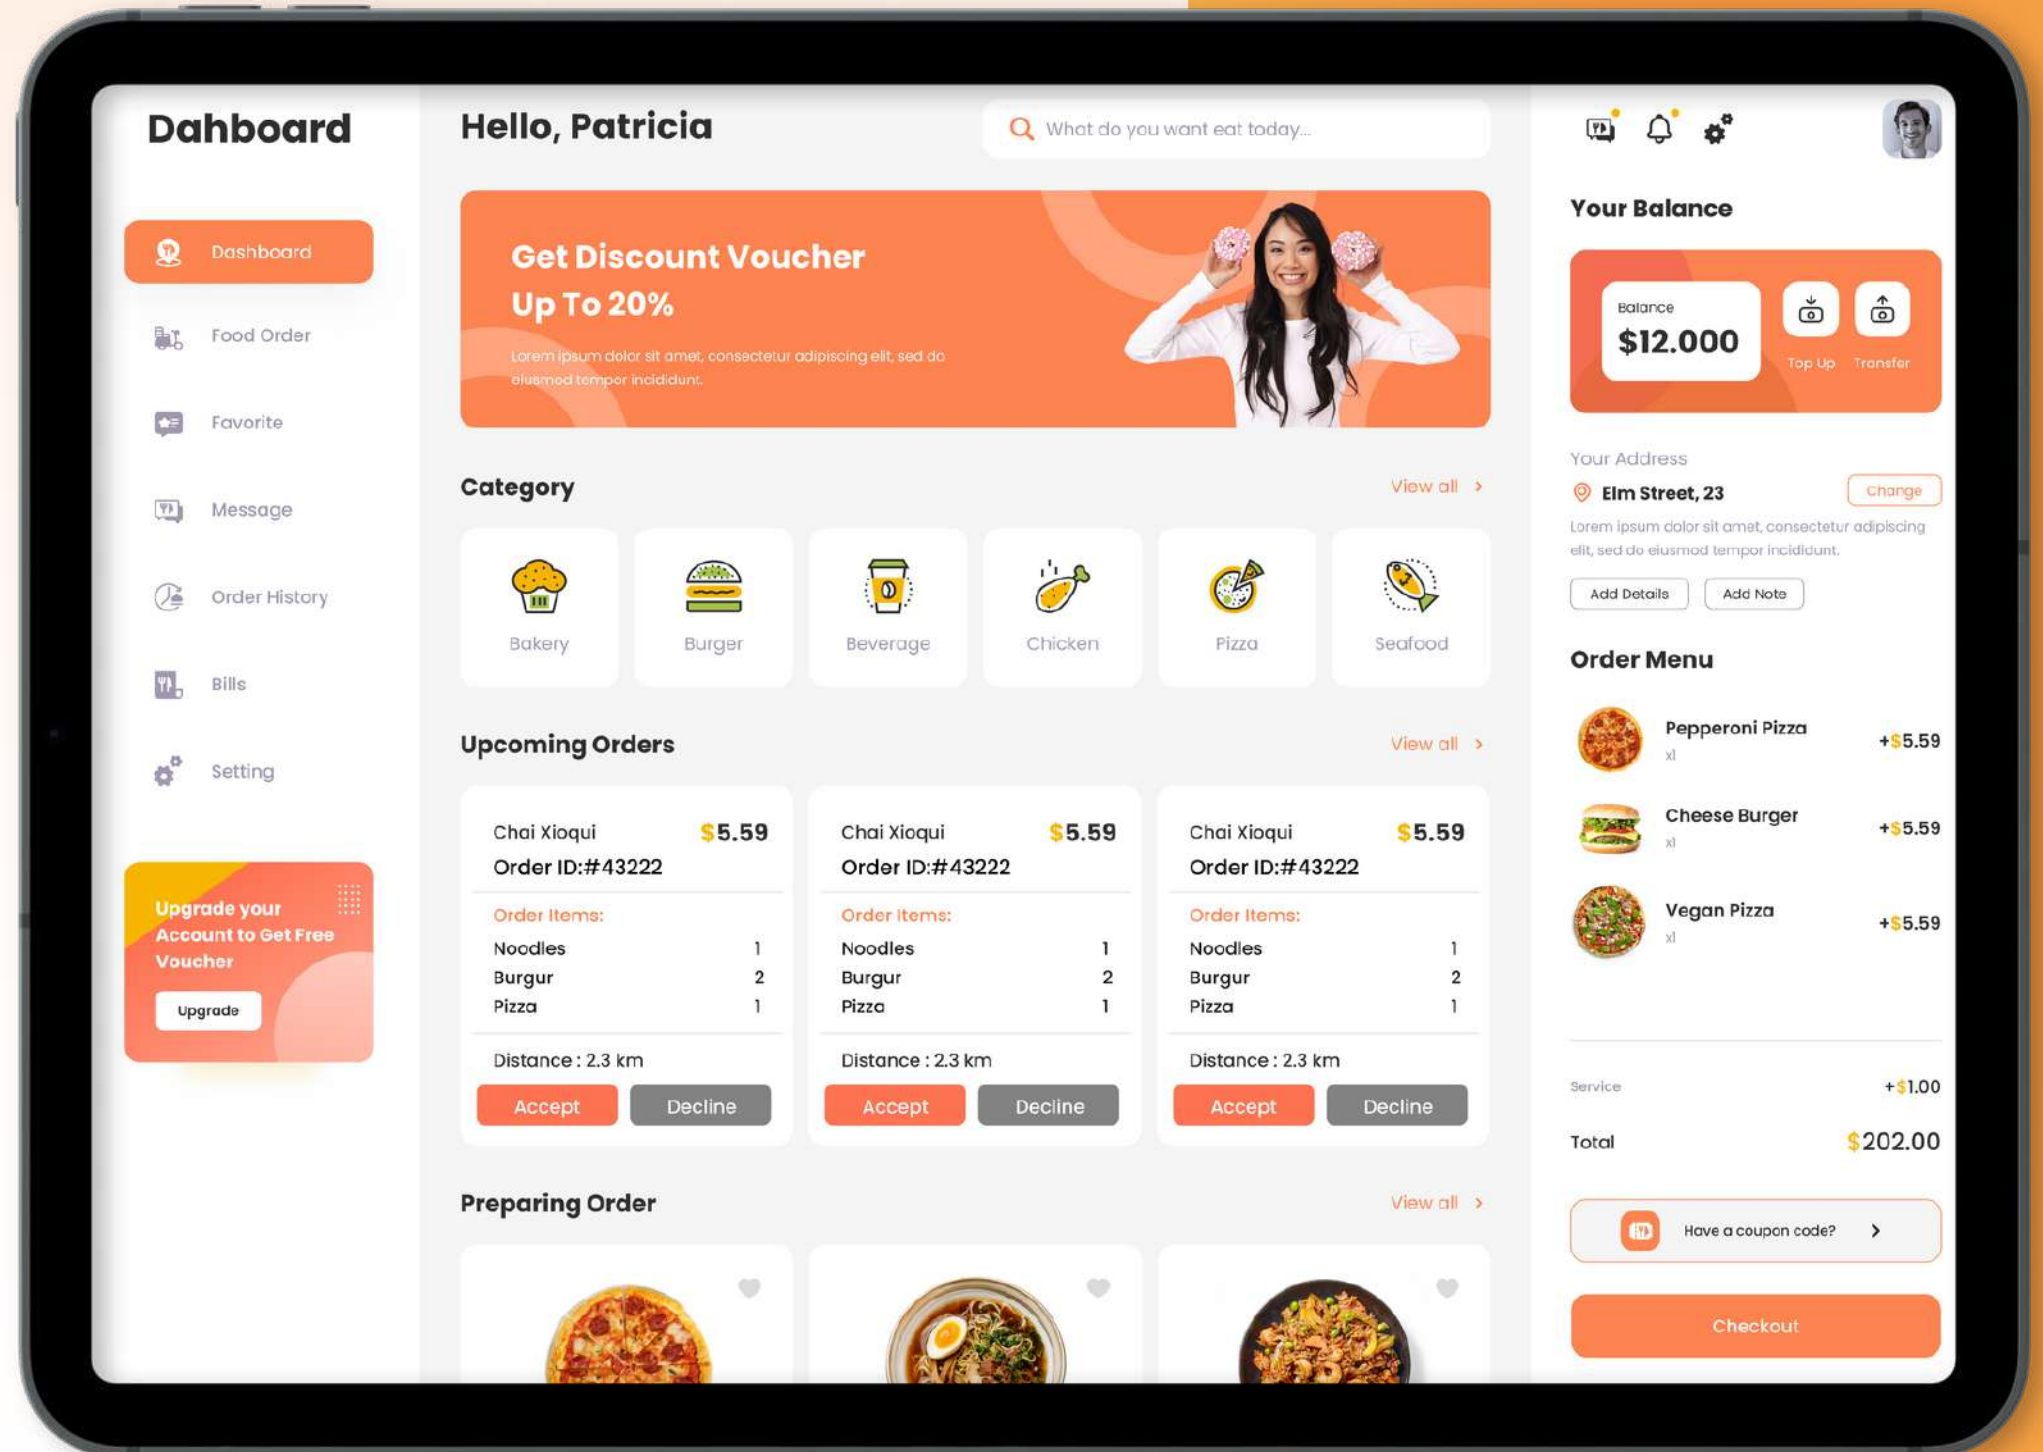 Dahboard
Dashboard
Food Order
Favorite
Message
Order History
Bills
Setting
Upgrade your
Account to Get Free
Voucher
Upgrade
Hello, Patricia
What do you want eat today...
Get Discount Voucher
Up To 20%
Lorem ipsum dolor sit amet, consectetur adipiscing elit, sed do
eiusmod tempor incididunt.
Category
View all >
Bakery
Burger
Beverage
Chicken
Pizza
Seafood
Upcoming Orders
View all >
Chai Xioqui $5.59
Order ID:#43222
Order Items:
Noodles 1
Burgur 2
Pizza 1
Distance : 2.3 km
Accept Decline
Chai Xioqui $5.59
Order ID:#43222
Order Items:
Noodles 1
Burgur 2
Pizza 1
Distance : 2.3 km
Accept Decline
Chai Xioqui $5.59
Order ID:#43222
Order Items:
Noodles 1
Burgur 2
Pizza 1
Distance : 2.3 km
Accept Decline
Preparing Order
View all >
Your Balance
Balance
$12.000
Top Up
Transfer
Your Address
Elm Street, 23
Change
Lorem ipsum dolor sit amet, consectetur adipiscing
elit, sed do eiusmod tempor incididunt.
Add Details
Add Note
Order Menu
Pepperoni Pizza
x1
+$5.59
Cheese Burger
x1
+$5.59
Vegan Pizza
x1
+$5.59
Service +$1.00
Total $202.00
Have a coupon code? >
Checkout